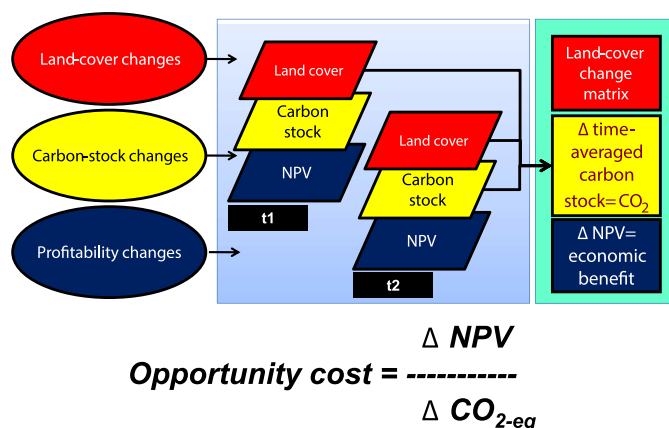 Land-cover changes
Carbon-stock changes
Profitability changes
Land cover
Carbon
stock
NPV
t1
Land cover
Carbon
stock
NPV
t2
Land-cover
change
matrix
Δ time-
averaged
carbon
stock= CO₂
Δ NPV=
economic
benefit
Δ NPV
Opportunity cost = -----------
Δ CO₂₋eq